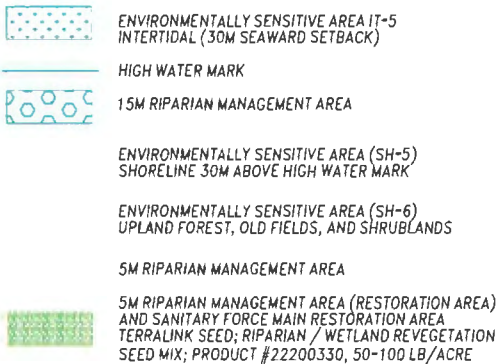 ENVIRONMENTALLY SENSITIVE AREA IT-5
INTERTIDAL (30M SEAWARD SETBACK)
HIGH WATER MARK
15M RIPARIAN MANAGEMENT AREA
ENVIRONMENTALLY SENSITIVE AREA (SH-5)
SHORELINE 30M ABOVE HIGH WATER MARK
ENVIRONMENTALLY SENSITIVE AREA (SH-6)
UPLAND FOREST, OLD FIELDS, AND SHRUBLANDS
5M RIPARIAN MANAGEMENT AREA
5M RIPARIAN MANAGEMENT AREA (RESTORATION AREA)
AND SANITARY FORCE MAIN RESTORATION AREA
TERRALINK SEED; RIPARIAN / WETLAND REVEGETATION
SEED MIX; PRODUCT #22200330, 50-100 LB/ACRE